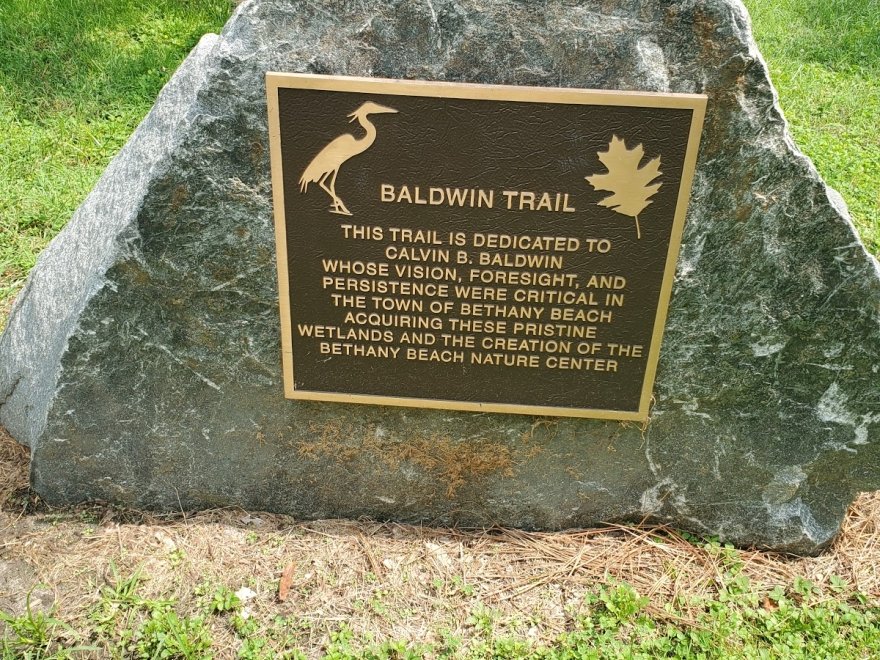 BALDWIN TRAIL
THIS TRAIL IS DEDICATED TO
CALVIN B. BALDWIN
WHOSE VISION, FORESIGHT, AND
PERSISTENCE WERE CRITICAL IN
THE TOWN OF BETHANY BEACH
ACQUIRING THESE PRISTINE
WETLANDS AND THE CREATION OF THE
BETHANY BEACH NATURE CENTER